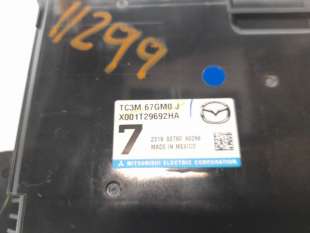 11299
TC3M 67GM0 J
X001T29692HA
7
MADE IN MEXICO
MITSUBISHI ELECTRIC CORPORATION